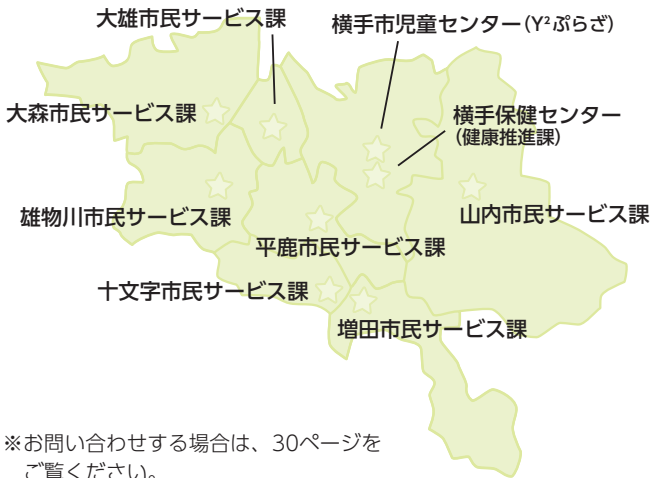 大雄市民サービス課
横手市児童センター(Y²ぷらざ)
大森市民サービス課
横手保健センター
(健康推進課)
雄物川市民サービス課
山内市民サービス課
平鹿市民サービス課
十文字市民サービス課
増田市民サービス課
※お問い合わせする場合は、30ページを
ご覧ください。